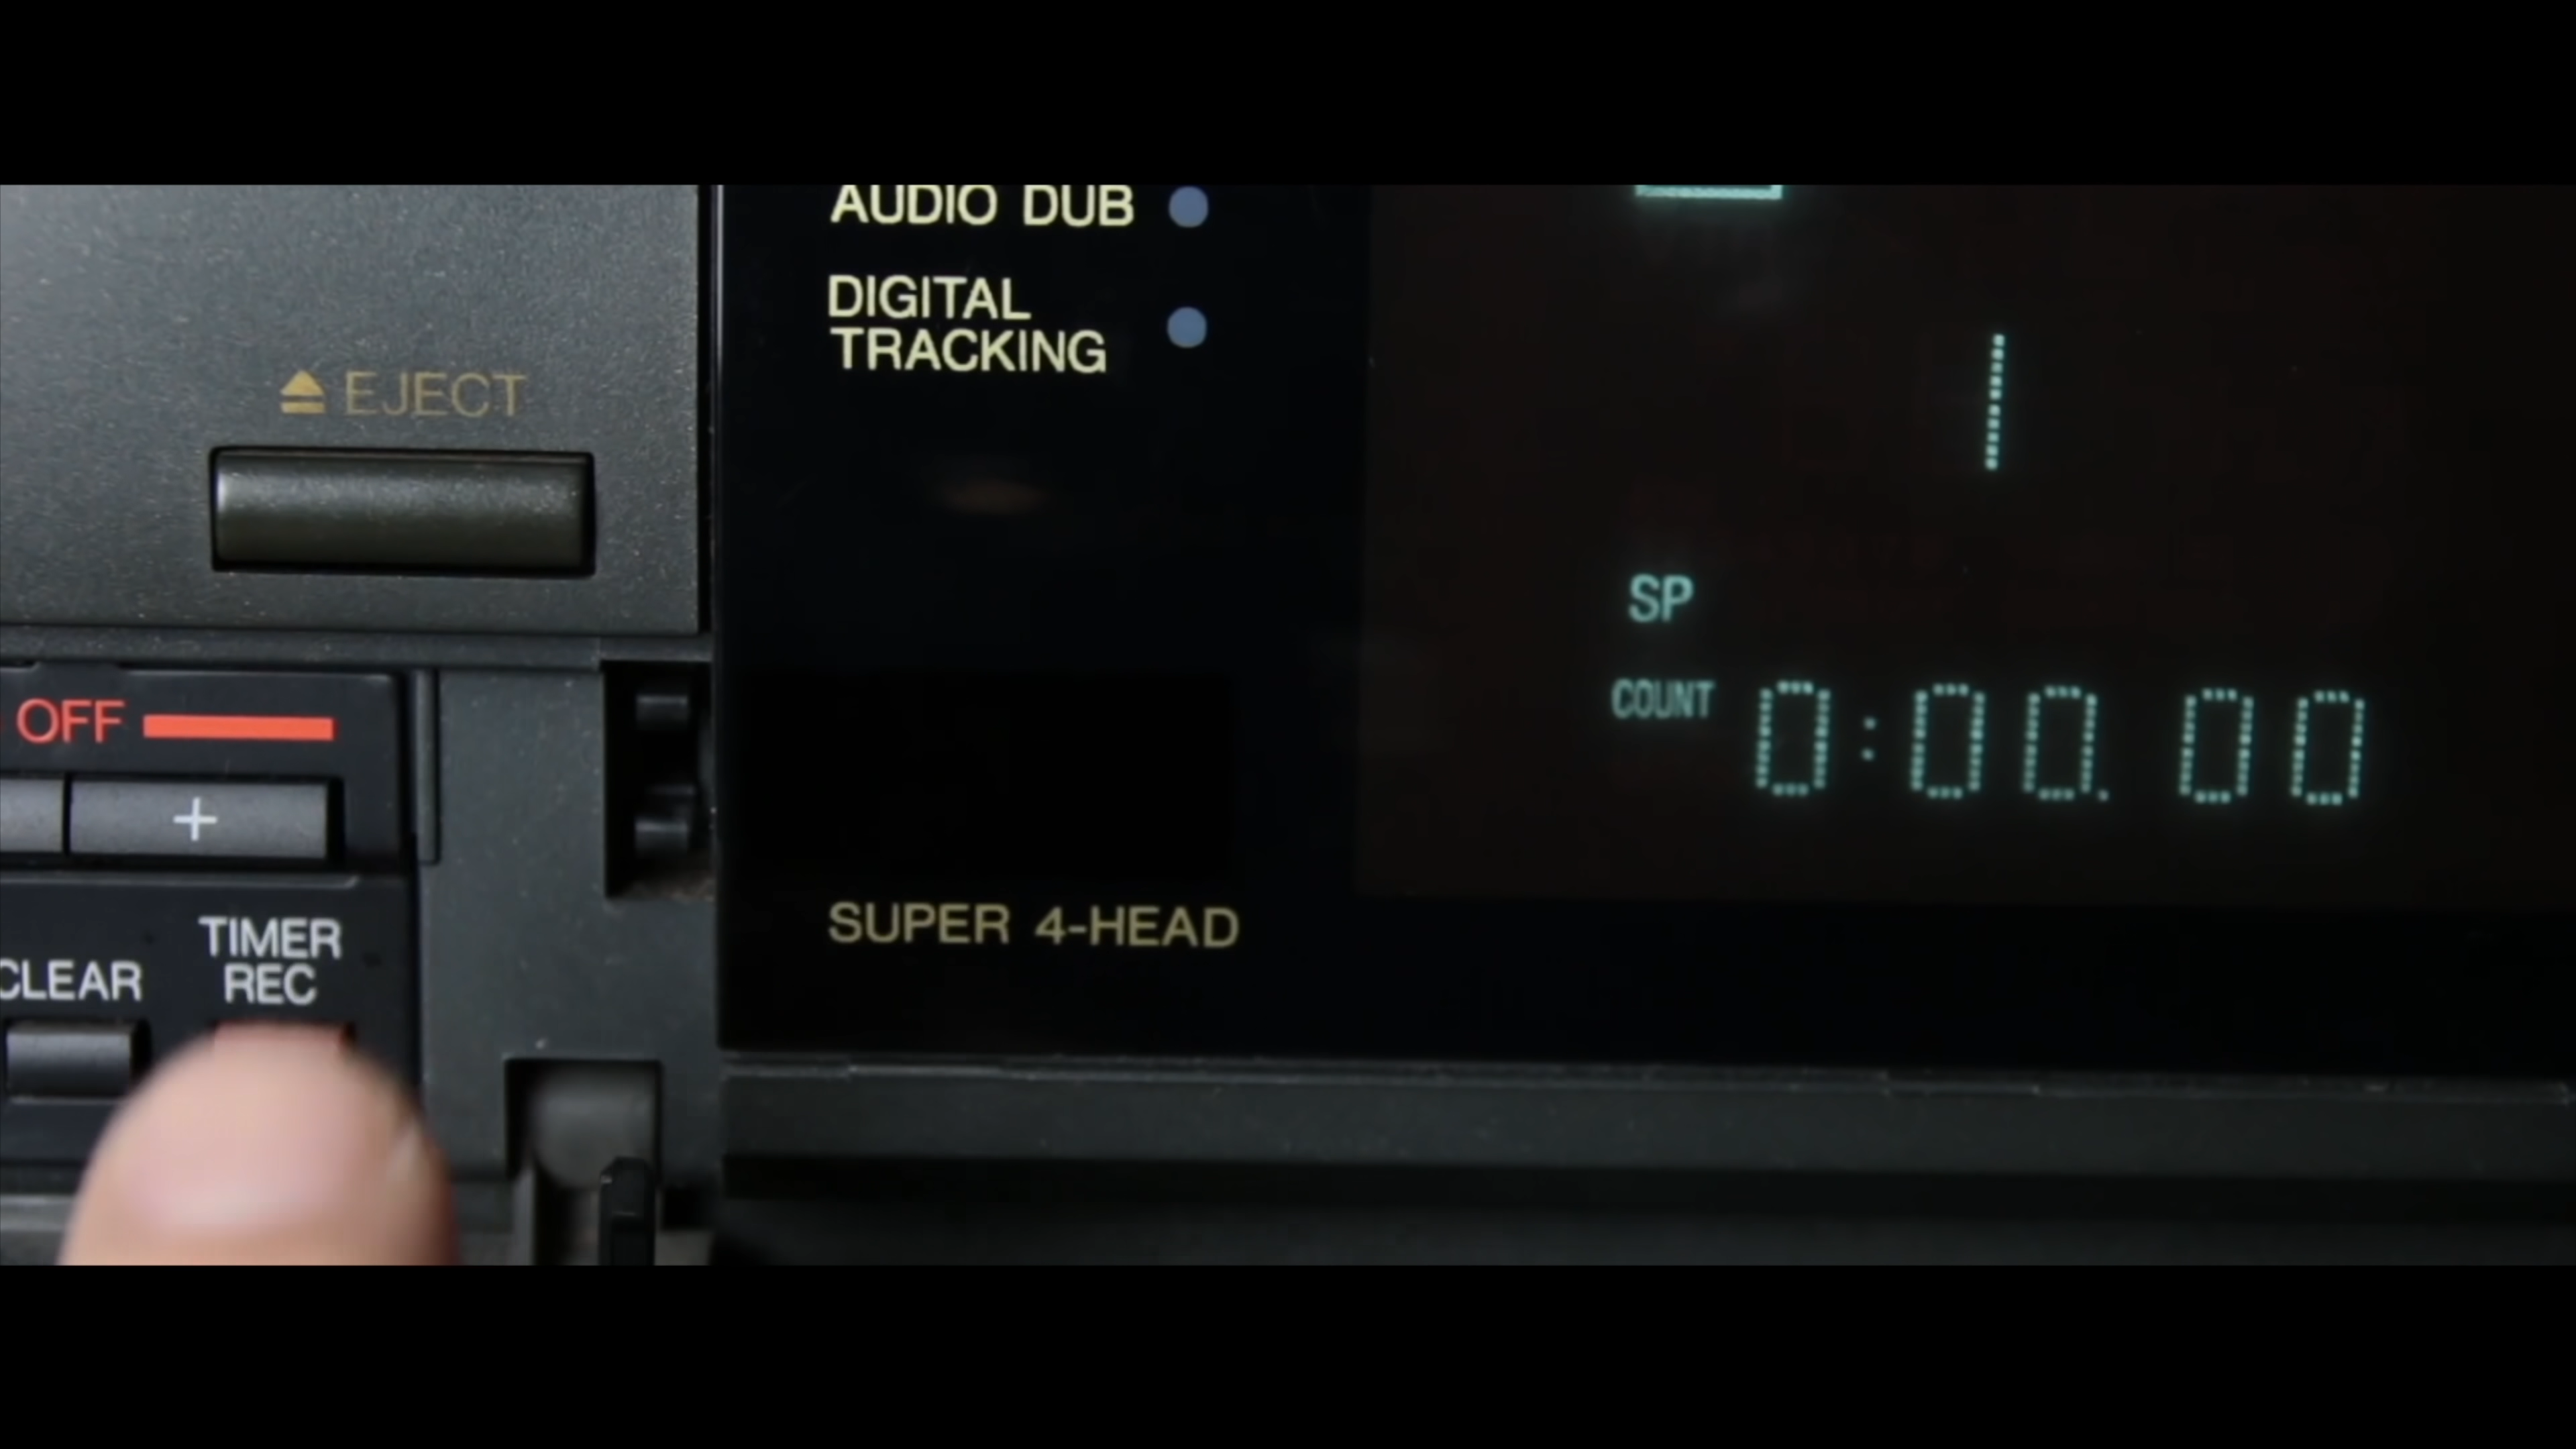 AUDIO DUB
DIGITAL
TRACKING
EJECT
SP
COUNT 0:00.00
OFF
+
TIMER
REC
CLEAR
SUPER 4-HEAD